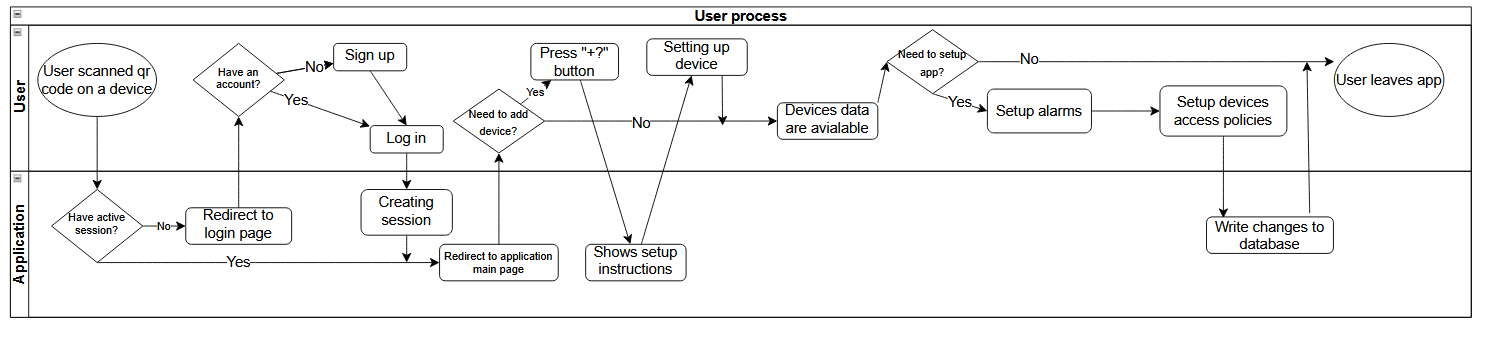 User process
User
User scanned qr
code on a device
Have an
account?
No
Yes
Sign up
Log in
Need to add
device?
Yes
No
Press "+?"
button
Setting up
device
Devices data
are avialable
Need to setup
app?
No
Yes
Setup alarms
Setup devices
access policies
User leaves app
Application
Have active
session?
No
Yes
Redirect to
login page
Creating
session
Redirect to application
main page
Shows setup
instructions
Write changes to
database